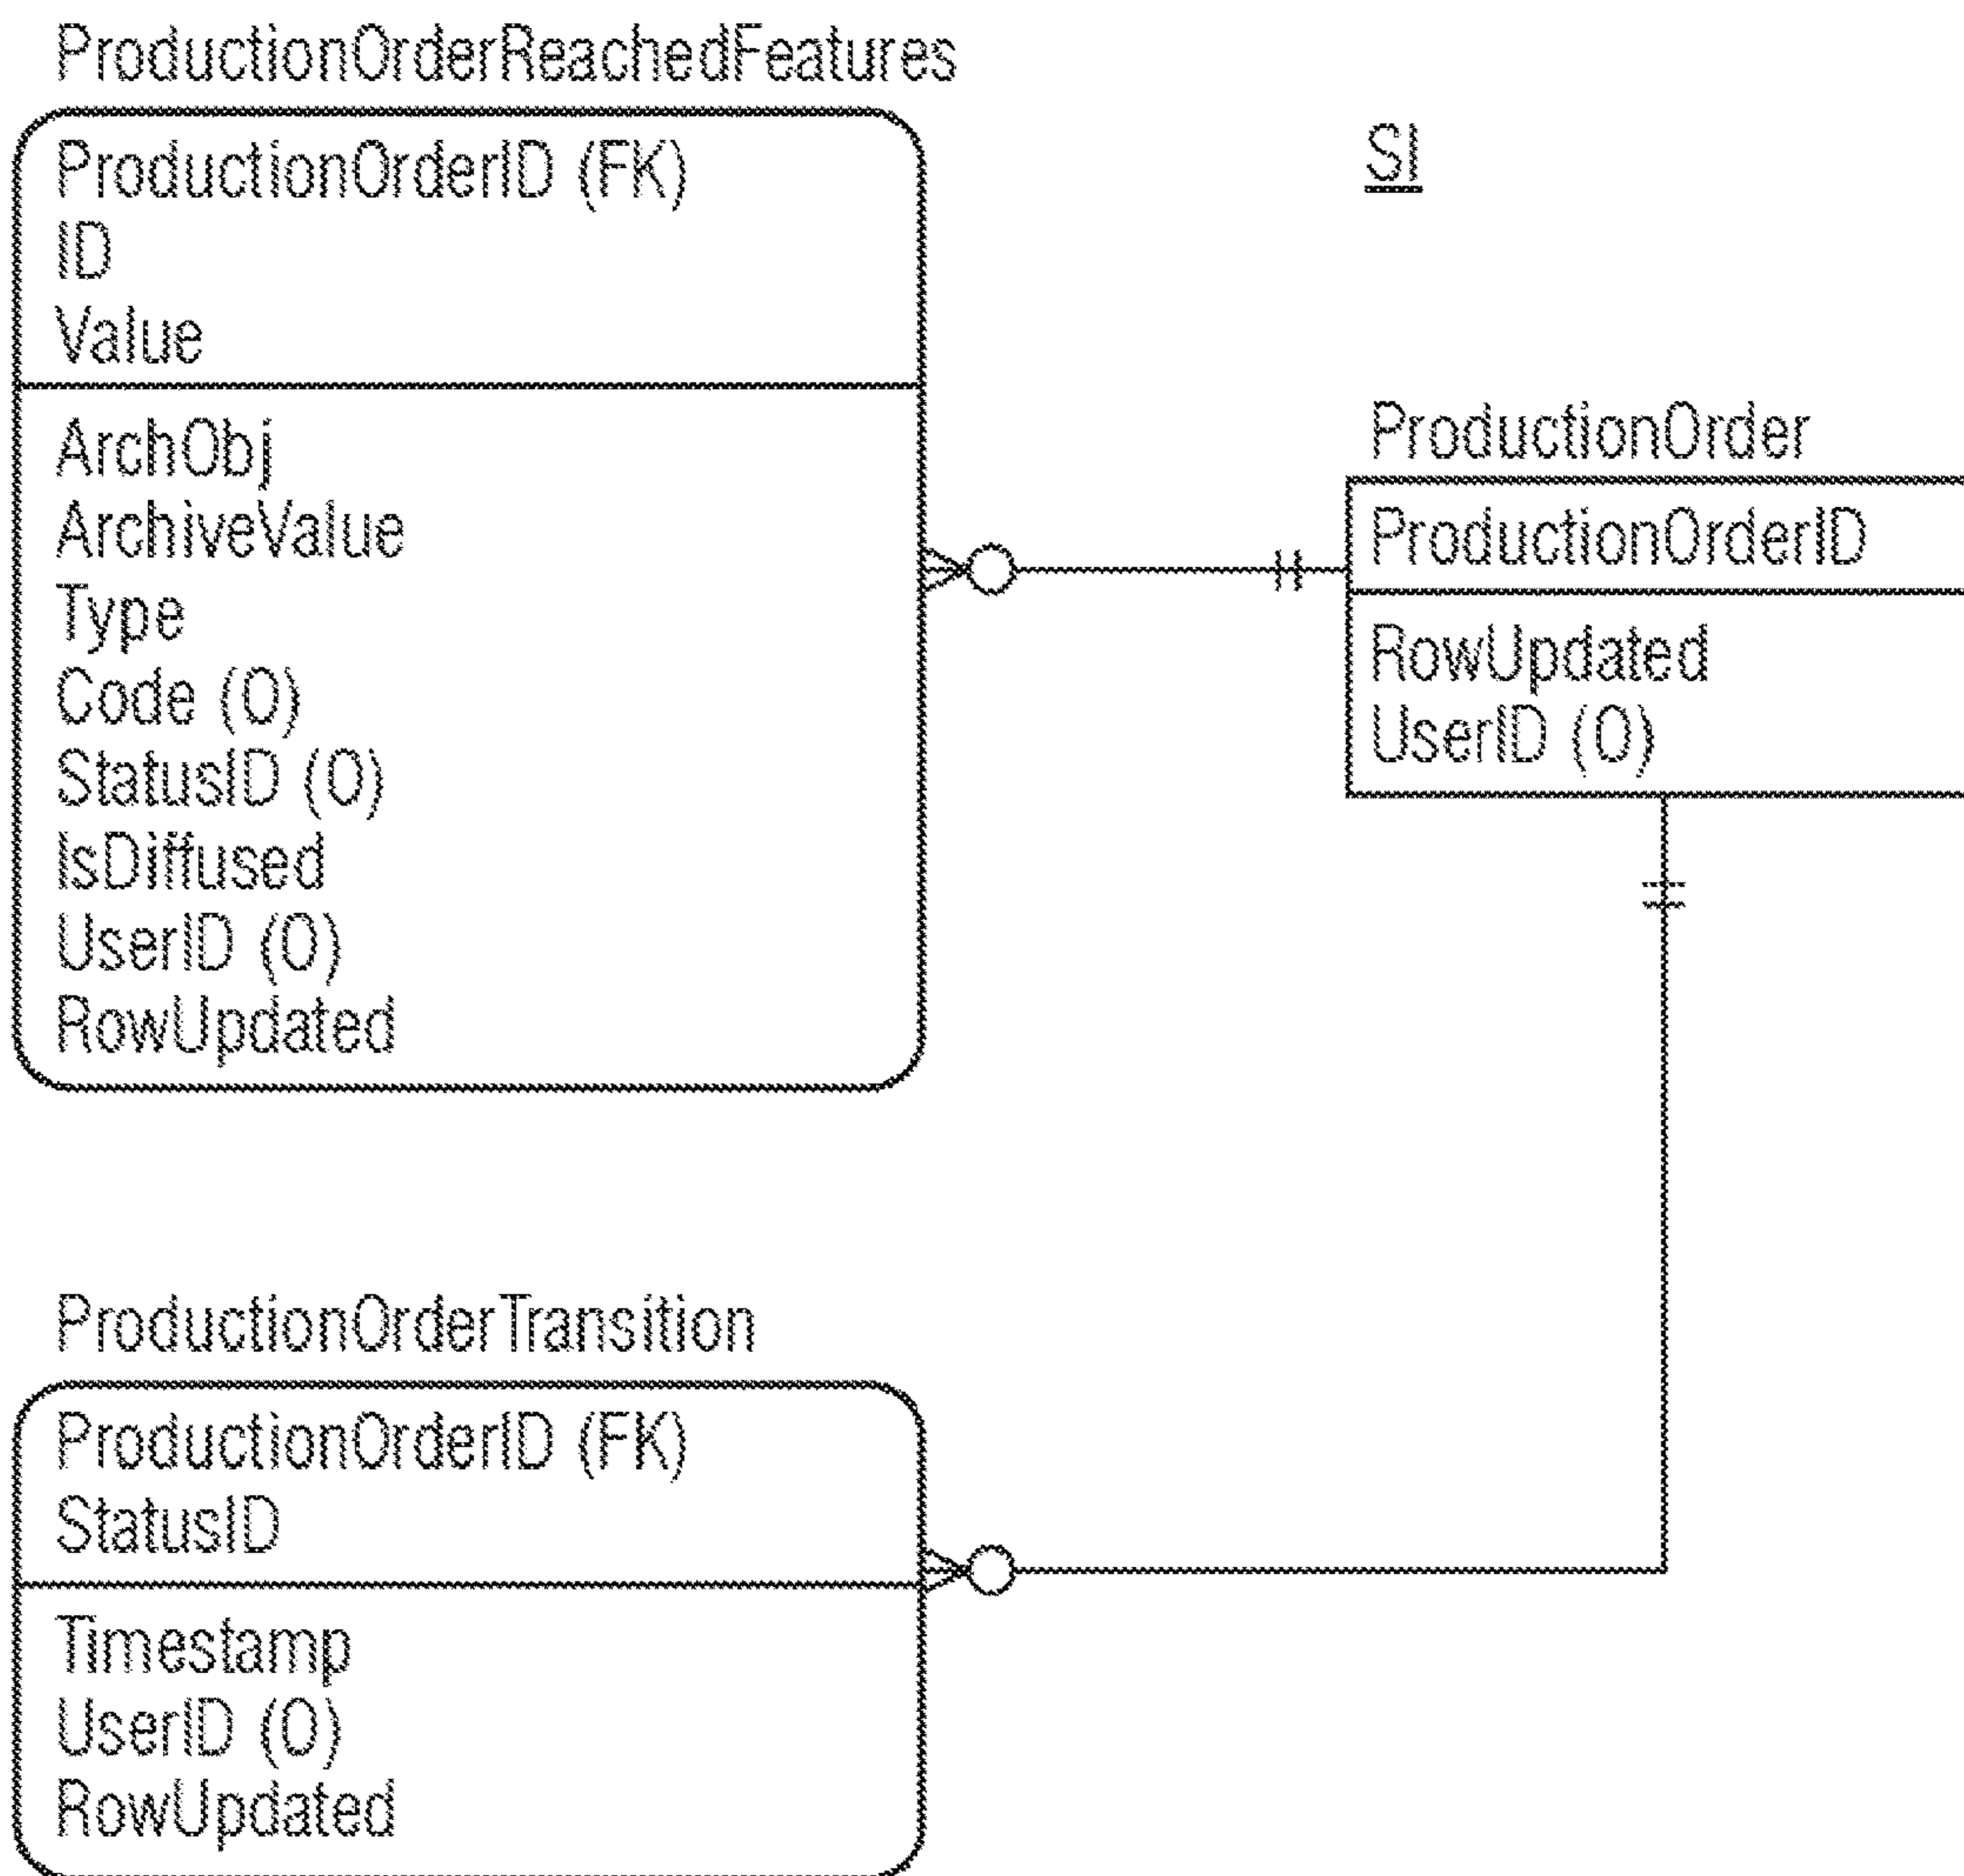 ProductionOrderReachedFeatures
ProductionOrderID (FK)
ID
Value
ArchObj
ArchiveValue
Type
Code (O)
StatusID (O)
IsDiffused
UserID (O)
RowUpdated
SI
ProductionOrder
ProductionOrderID
RowUpdated
UserID (O)
ProductionOrderTransition
ProductionOrderID (FK)
StatusID
Timestamp
UserID (O)
RowUpdated